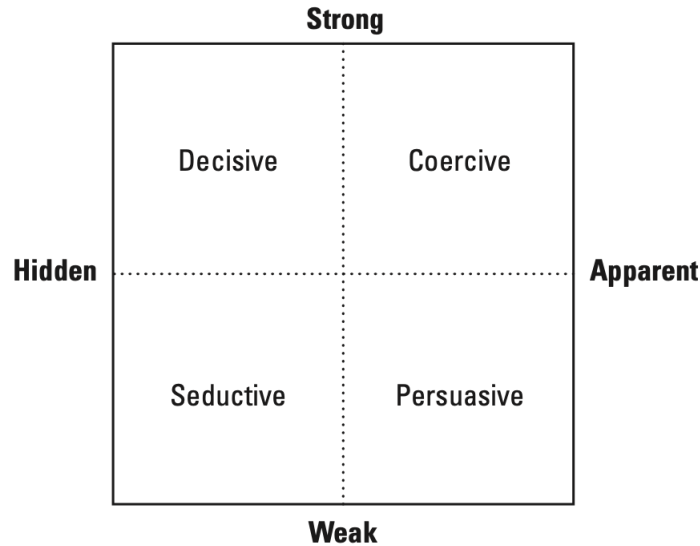 Strong
Decisive Coercive
Hidden Apparent
Seductive Persuasive
Weak